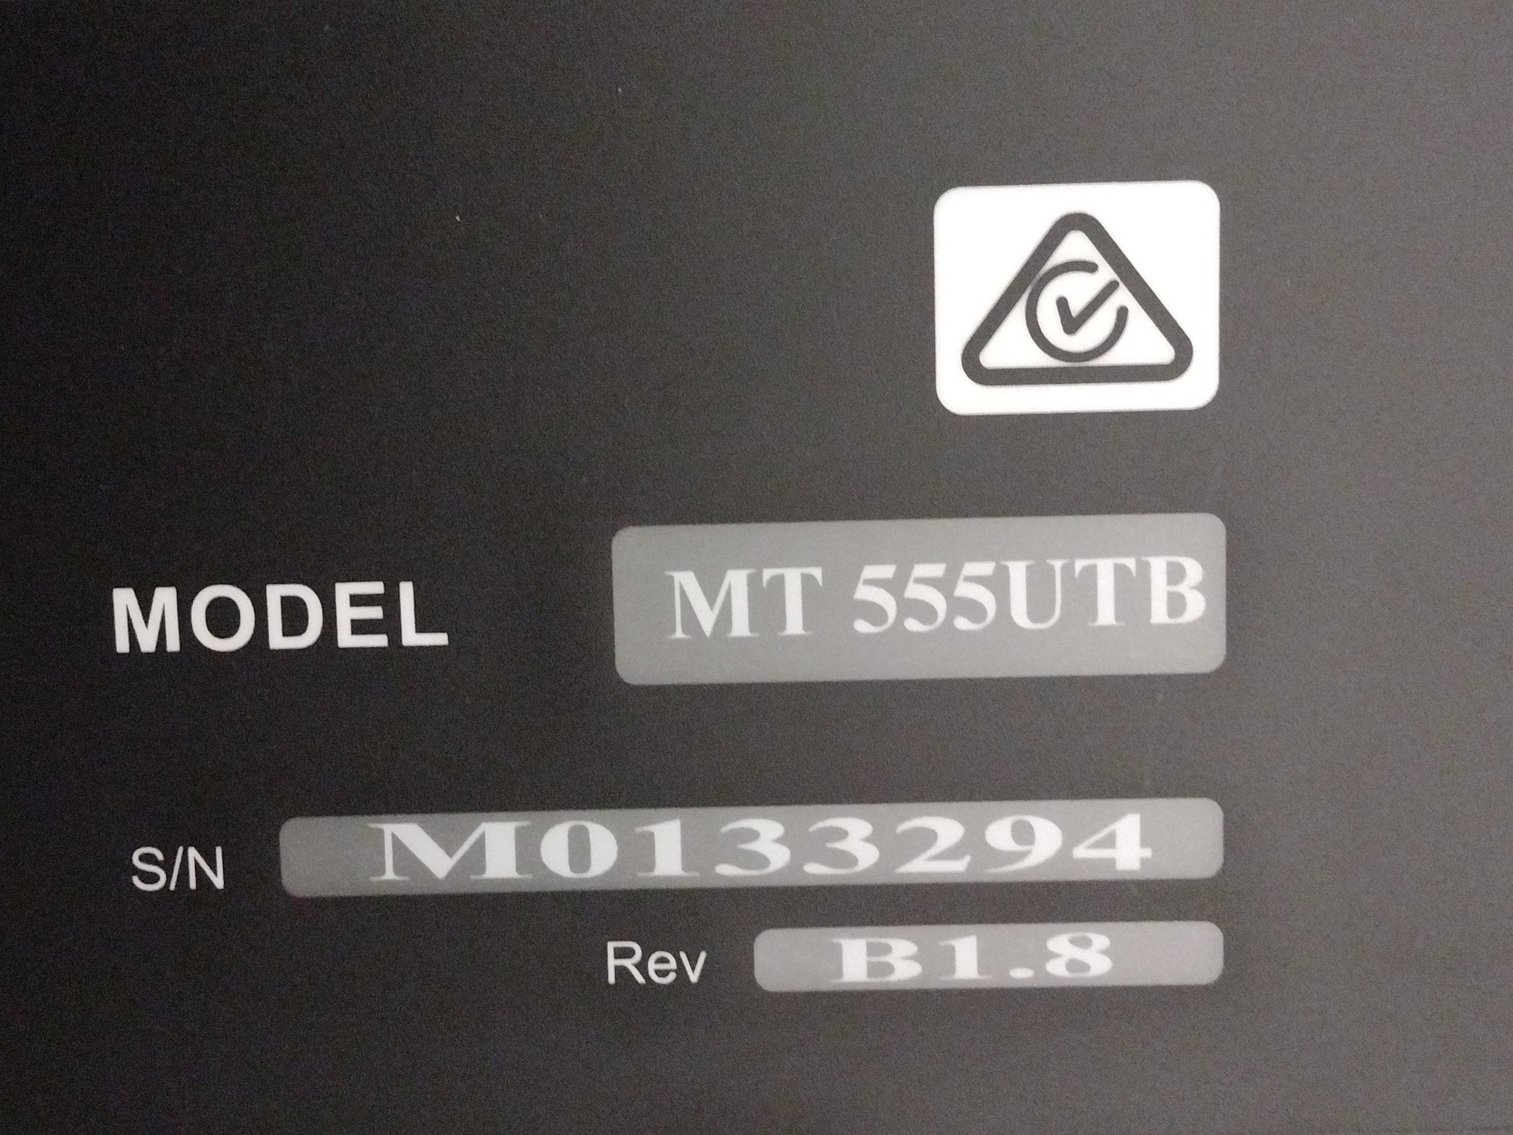 MODEL MT 555UTB
S/N M0133294
Rev B1.8